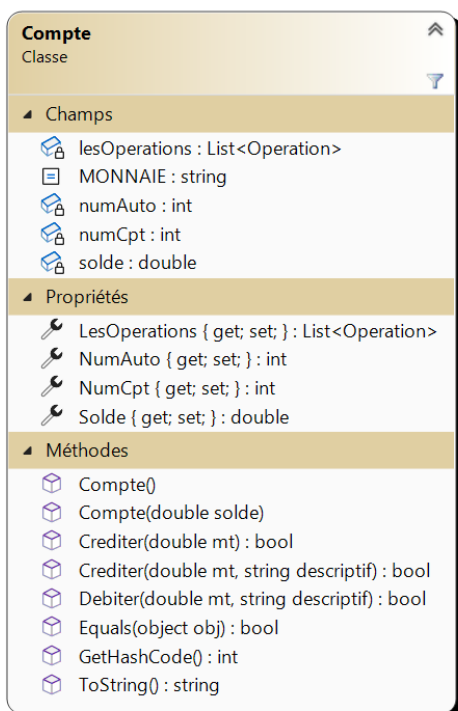 Compte
Classe
Champs
lesOperations : List<Operation>
MONNAIE : string
numAuto : int
numCpt : int
solde : double
Propriétés
LesOperations { get; set; } : List<Operation>
NumAuto { get; set; } : int
NumCpt { get; set; } : int
Solde { get; set; } : double
Méthodes
Compte()
Compte(double solde)
Crediter(double mt) : bool
Crediter(double mt, string descriptif) : bool
Debiter(double mt, string descriptif) : bool
Equals(object obj) : bool
GetHashCode() : int
ToString() : string